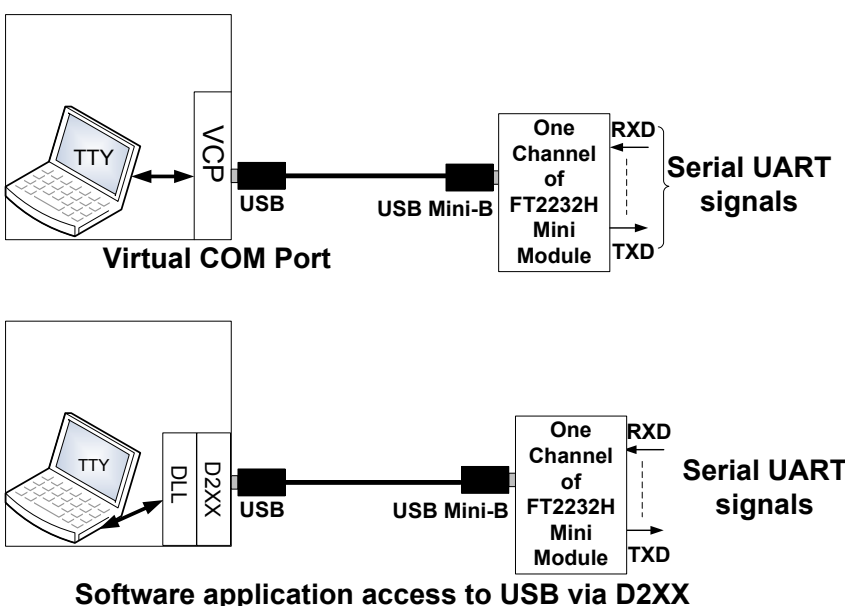 TTY
VCP
USB
USB Mini-B
One
Channel
of
FT2232H
Mini
Module
RXD
TXD
Serial UART
signals
Virtual COM Port
TTY
DLL
D2XX
USB
USB Mini-B
One
Channel
of
FT2232H
Mini
Module
RXD
TXD
Serial UART
signals
Software application access to USB via D2XX